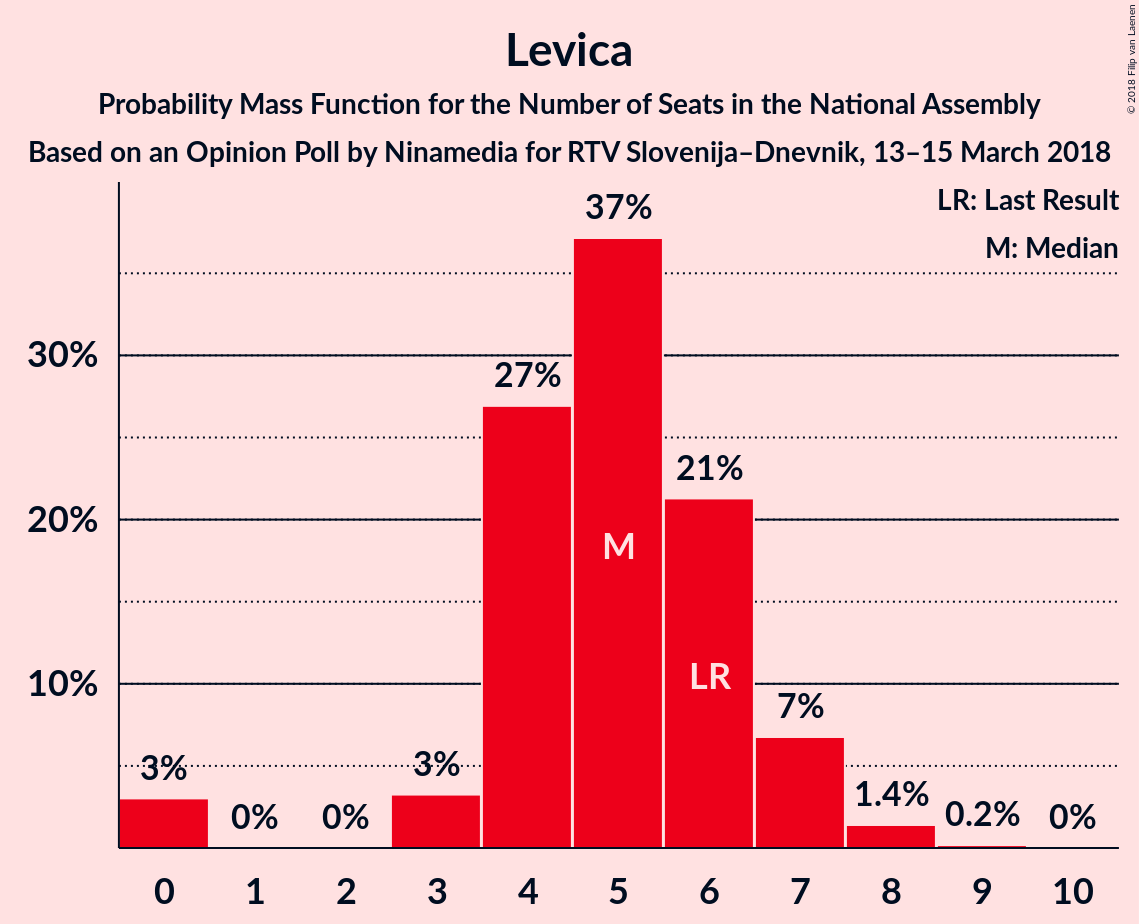 Levica
Probability Mass Function for the Number of Seats in the National Assembly
Based on an Opinion Poll by Ninamedia for RTV Slovenija–Dnevnik, 13–15 March 2018
© 2018 Filip van Laenen
LR: Last Result
M: Median
37%
30%
27%
21%
20%
M
LR
10%
7%
3%
3%
1.4%
0%
0%
0.2%
0%
0 1 2 3 4 5 6 7 8 9 10